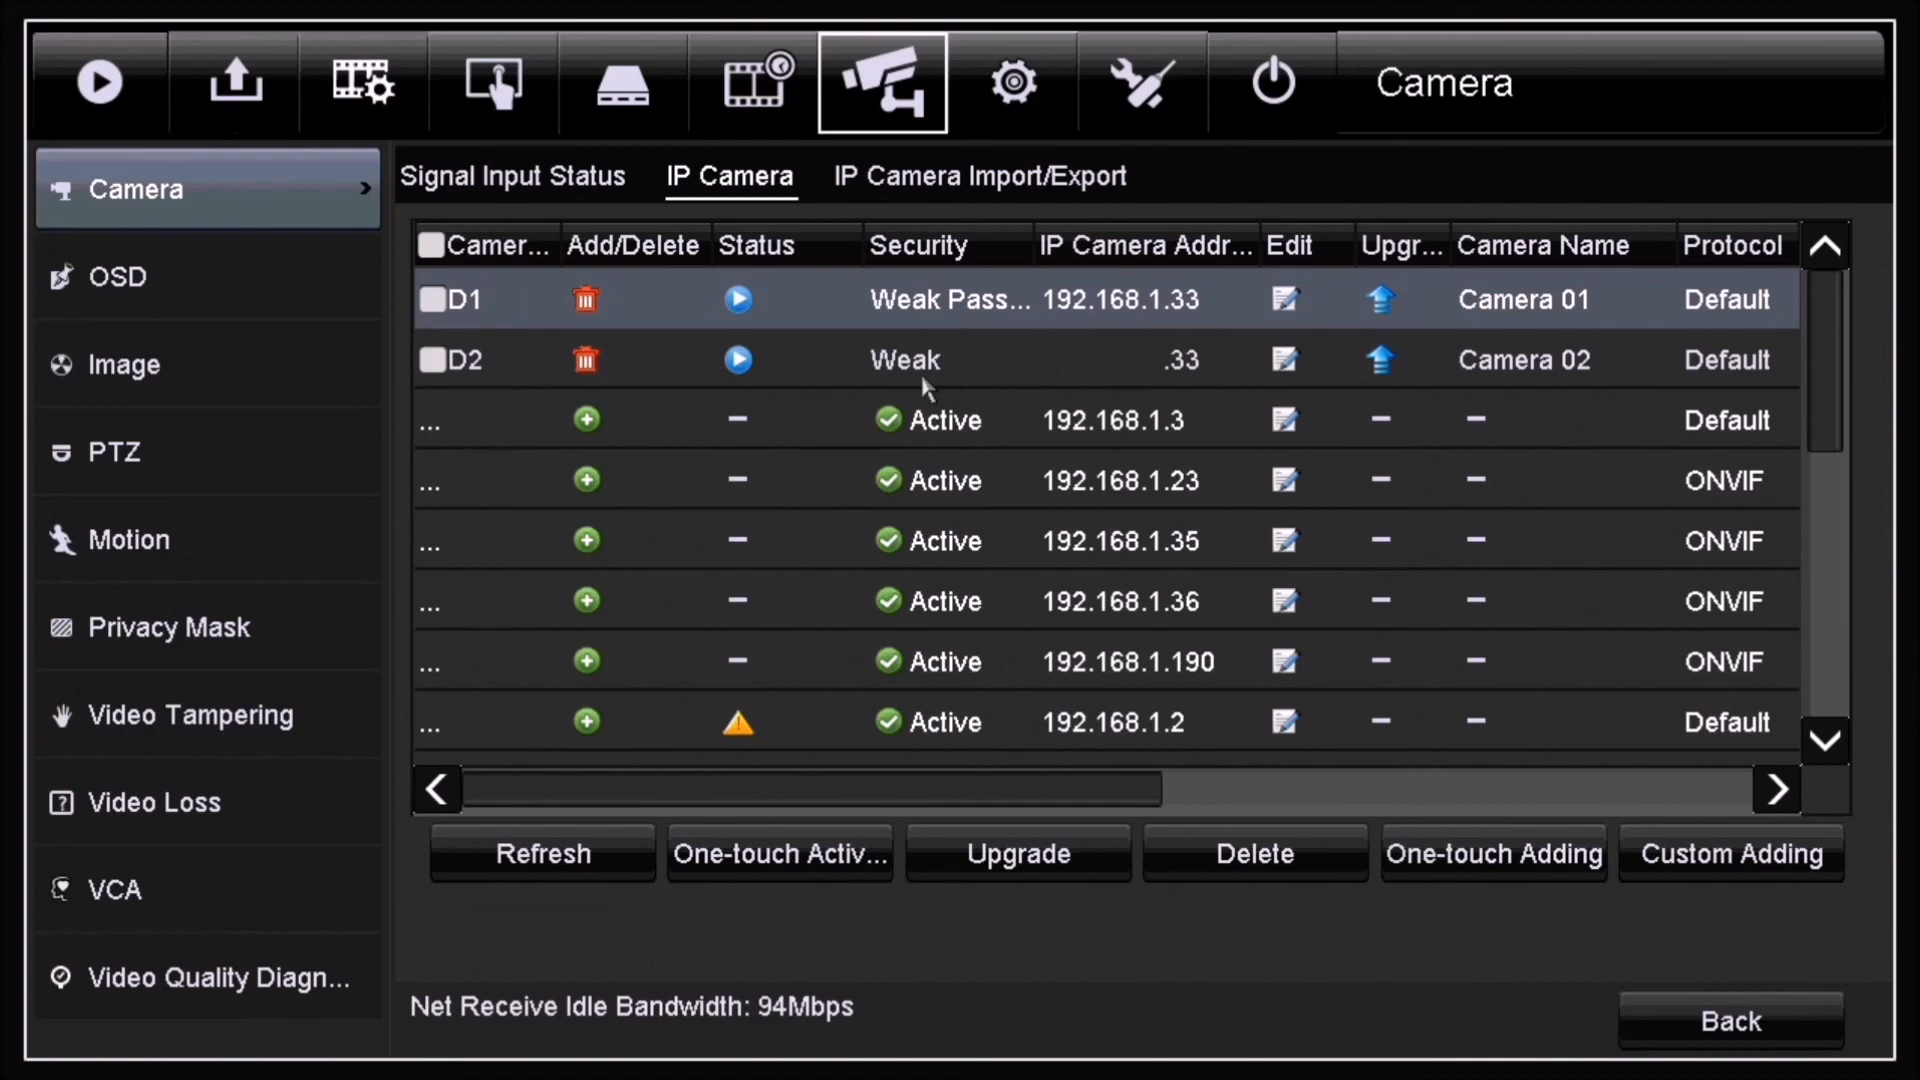 Camera
Camera
OSD
Image
PTZ
Motion
Privacy Mask
Video Tampering
Video Loss
VCA
Video Quality Diagn...
Signal Input Status IP Camera IP Camera Import/Export
Camer... Add/Delete Status Security IP Camera Addr... Edit Upgr... Camera Name Protocol
D1 Weak Pass... 192.168.1.33 Camera 01 Default
D2 Weak .33 Camera 02 Default
... – Active 192.168.1.3 – – Default
... – Active 192.168.1.23 – – ONVIF
... – Active 192.168.1.35 – – ONVIF
... – Active 192.168.1.36 – – ONVIF
... – Active 192.168.1.190 – – ONVIF
... Active 192.168.1.2 – – Default
Refresh One-touch Activ... Upgrade Delete One-touch Adding Custom Adding
Net Receive Idle Bandwidth: 94Mbps
Back